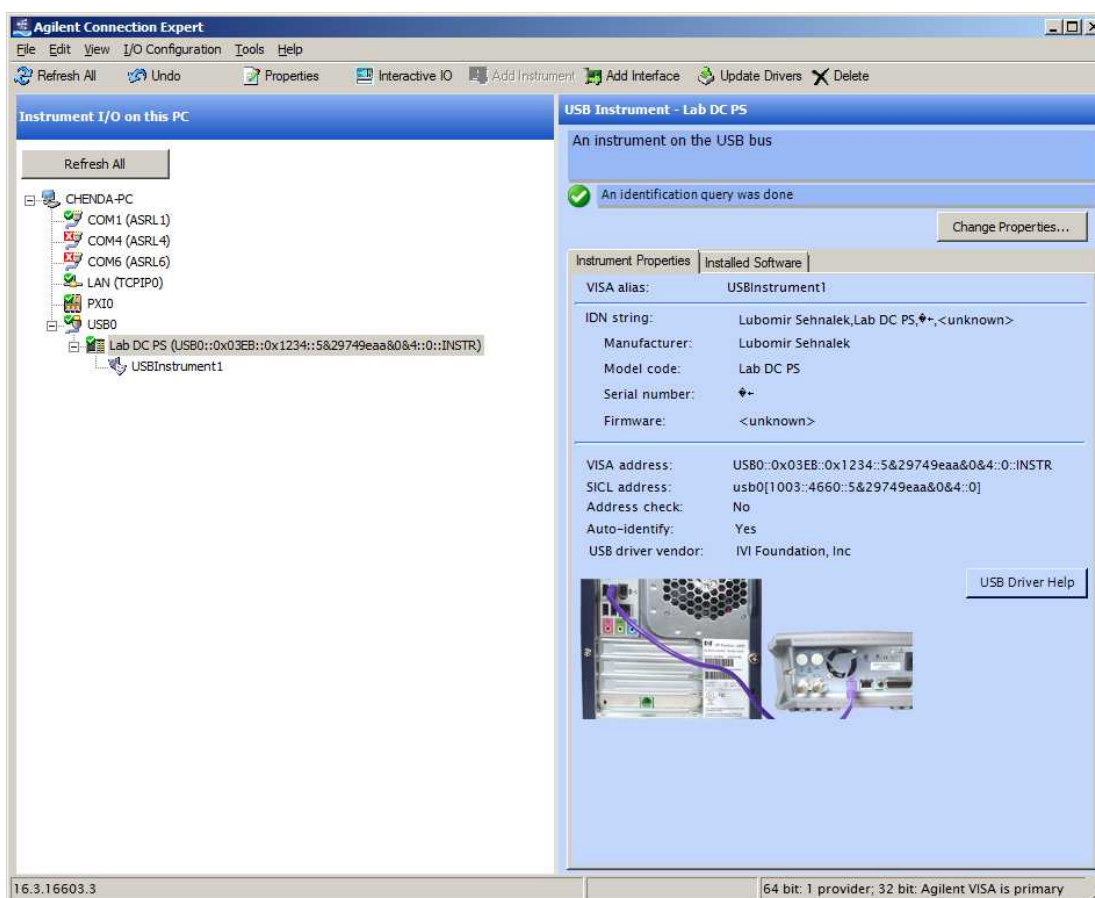 Agilent Connection Expert
File Edit View I/O Configuration Tools Help
Refresh All Undo Properties Interactive IO Add Instrument Add Interface Update Drivers Delete
Instrument I/O on this PC
Refresh All
CHENDA-PC
COM1 (ASRL1)
COM4 (ASRL4)
COM6 (ASRL6)
LAN (TCPIP0)
PXI0
USB0
Lab DC PS (USB0::0x03EB::0x1234::5&29749eaa&0&4::0::INSTR)
USBInstrument1
USB Instrument - Lab DC PS
An instrument on the USB bus
An identification query was done
Change Properties...
Instrument Properties Installed Software
VISA alias: USBInstrument1
IDN string: Lubomir Sehnalek,Lab DC PS,�←,<unknown>
Manufacturer: Lubomir Sehnalek
Model code: Lab DC PS
Serial number: �←
Firmware: <unknown>
VISA address: USB0::0x03EB::0x1234::5&29749eaa&0&4::0::INSTR
SICL address: usb0[1003::4660::5&29749eaa&0&4::0]
Address check: No
Auto-identify: Yes
USB driver vendor: IVI Foundation, Inc
USB Driver Help
16.3.16603.3
64 bit: 1 provider; 32 bit: Agilent VISA is primary